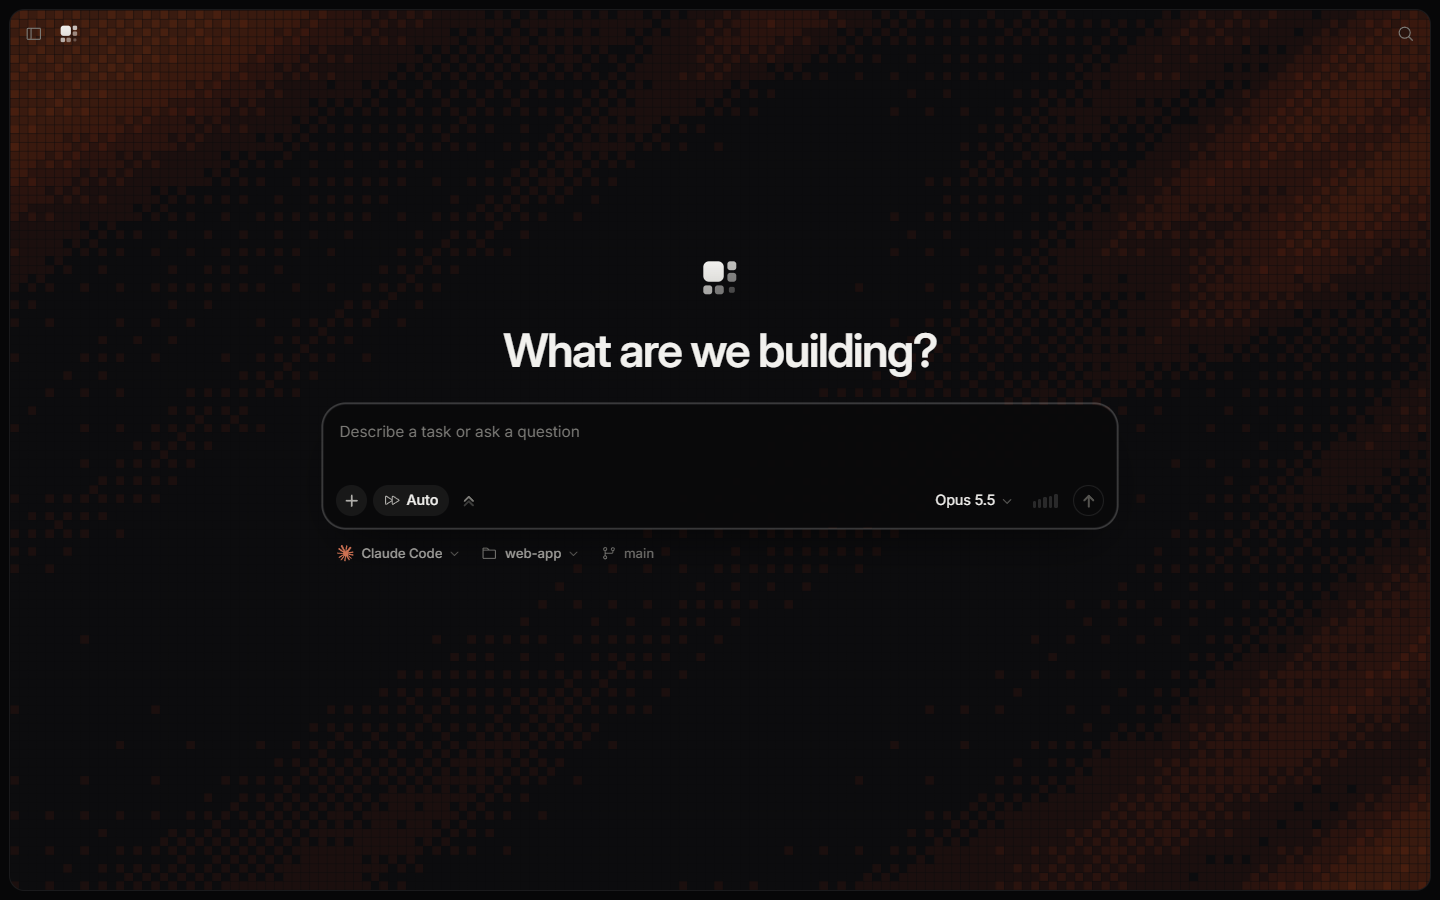 What are we building?
Describe a task or ask a question
Auto
Opus 5.5
Claude Code
web-app
main